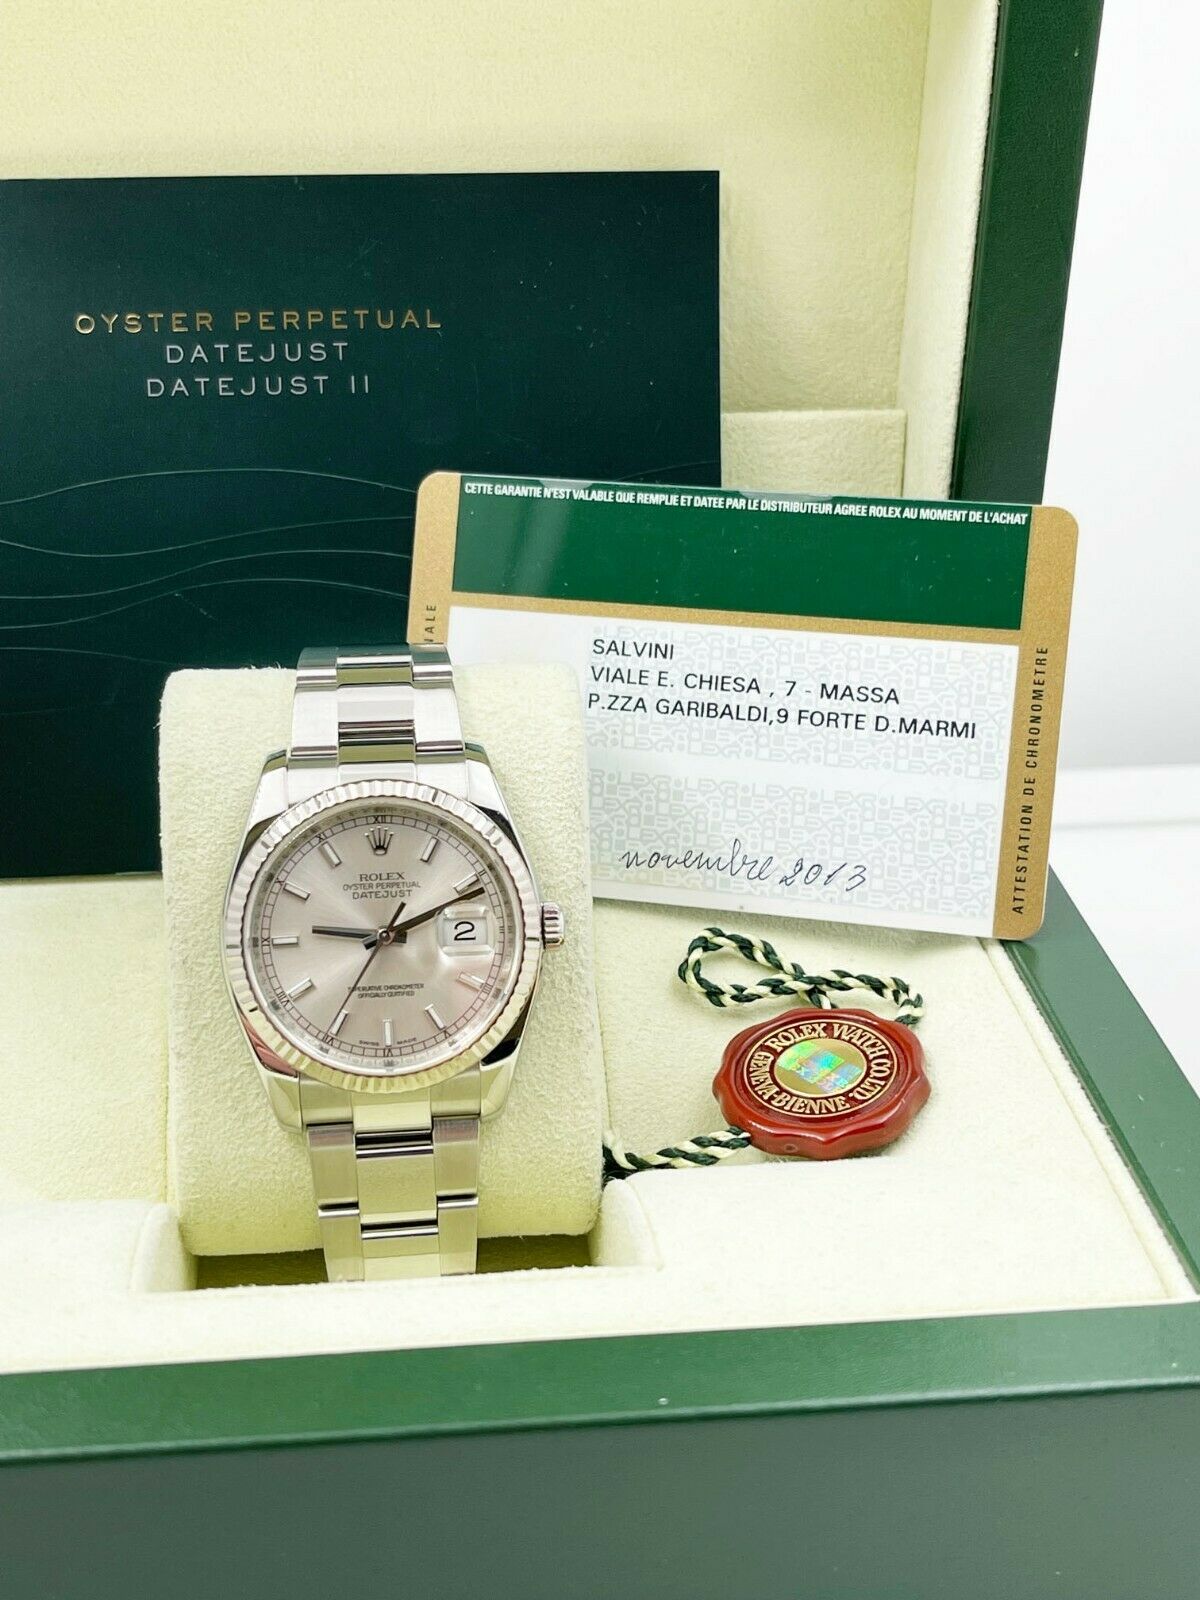 OYSTER PERPETUAL
DATEJUST
DATEJUST II
CETTE GARANTIE N'EST VALABLE QUE REMPLIE ET DATEE PAR LE DISTRIBUTEUR AGREE ROLEX AU MOMENT DE L'ACHAT
SALVINI
VIALE E. CHIESA , 7 - MASSA
P.ZZA GARIBALDI,9 FORTE D.MARMI
novembre 2013
ATTESTATION DE CHRONOMETRE
XII
ROLEX
OYSTER PERPETUAL
DATEJUST
2
SUPERLATIVE CHRONOMETER
OFFICIALLY CERTIFIED
SWISS MADE
ROLEX WATCH CO. LTD.
GENEVA-BIENNE